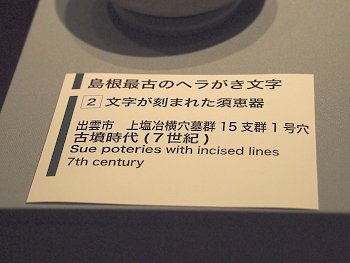 島根最古のヘラがき文字
2 文字が刻まれた須恵器
出雲市　上塩冶横穴墓群15支群1号穴
古墳時代(7世紀)
Sue poteries with incised lines
7th century